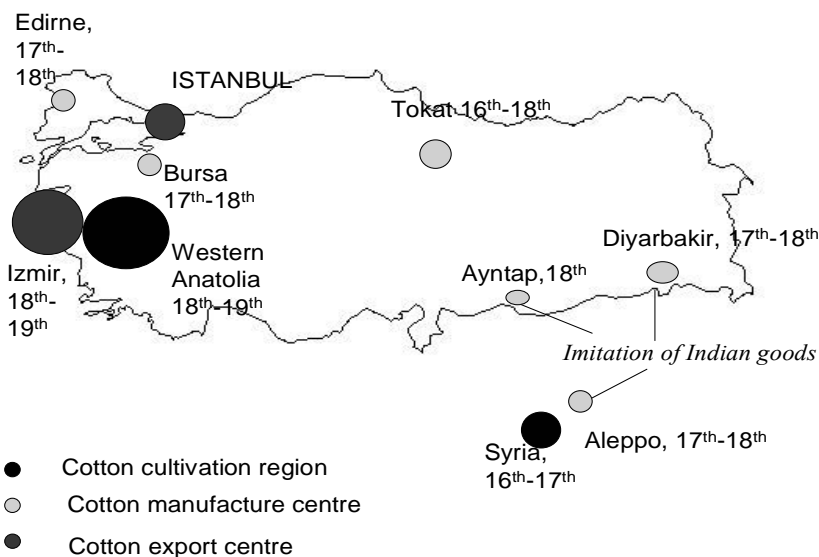 Edirne,
17th-
18th
ISTANBUL
Tokat 16th-18th
Bursa
17th-18th
Western
Anatolia
18th-19th
Izmir,
18th-
19th
Diyarbakir, 17th-18th
Ayntap,18th
Imitation of Indian goods
Aleppo, 17th-18th
Syria,
16th-17th
Cotton cultivation region
Cotton manufacture centre
Cotton export centre